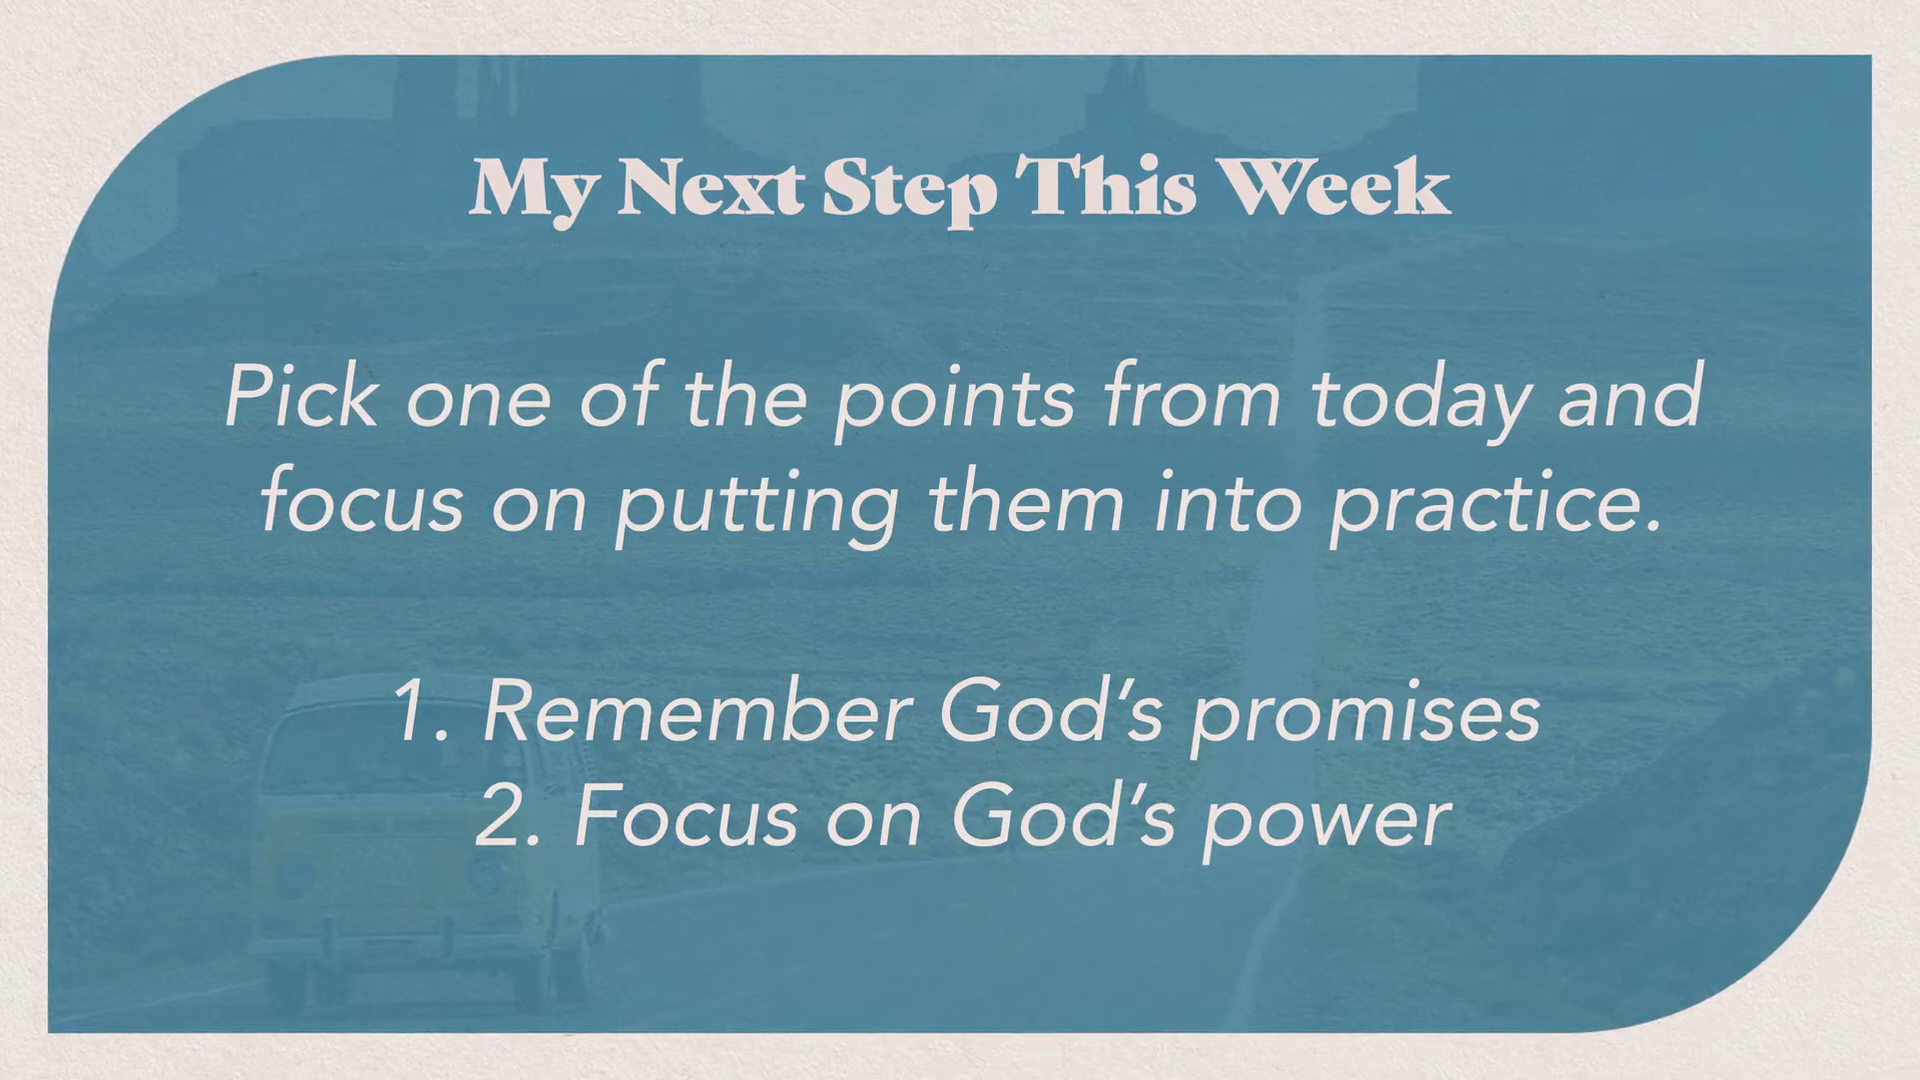 My Next Step This Week
Pick one of the points from today and
focus on putting them into practice.
1. Remember God’s promises
2. Focus on God’s power